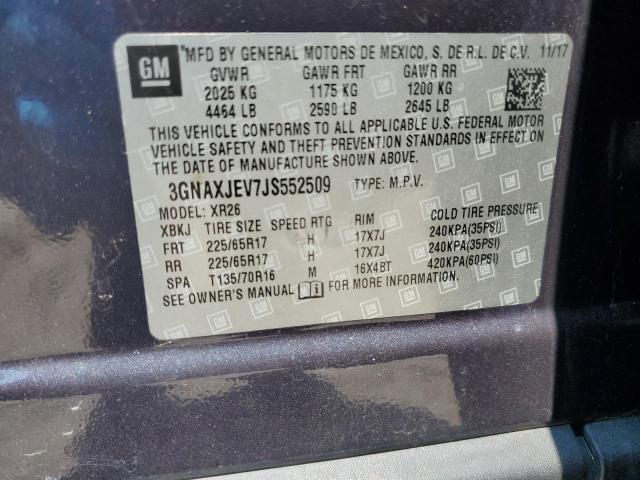 GM MFD BY GENERAL MOTORS DE MEXICO, S. DE R.L. DE C.V. 11/17
GVWR GAWR FRT GAWR RR
2025 KG 1175 KG 1200 KG
4464 LB 2590 LB 2645 LB
THIS VEHICLE CONFORMS TO ALL APPLICABLE U.S. FEDERAL MOTOR
VEHICLE SAFETY AND THEFT PREVENTION STANDARDS IN EFFECT ON
THE DATE OF MANUFACTURE SHOWN ABOVE.
3GNAXJEV7JS552509 TYPE: M.P.V.
MODEL: XR26
XBKJ TIRE SIZE SPEED RTG RIM COLD TIRE PRESSURE
FRT 225/65R17 H 17X7J 240KPA(35PSI)
RR 225/65R17 H 17X7J 240KPA(35PSI)
SPA T135/70R16 M 16X4BT 420KPA(60PSI)
SEE OWNER'S MANUAL FOR MORE INFORMATION.